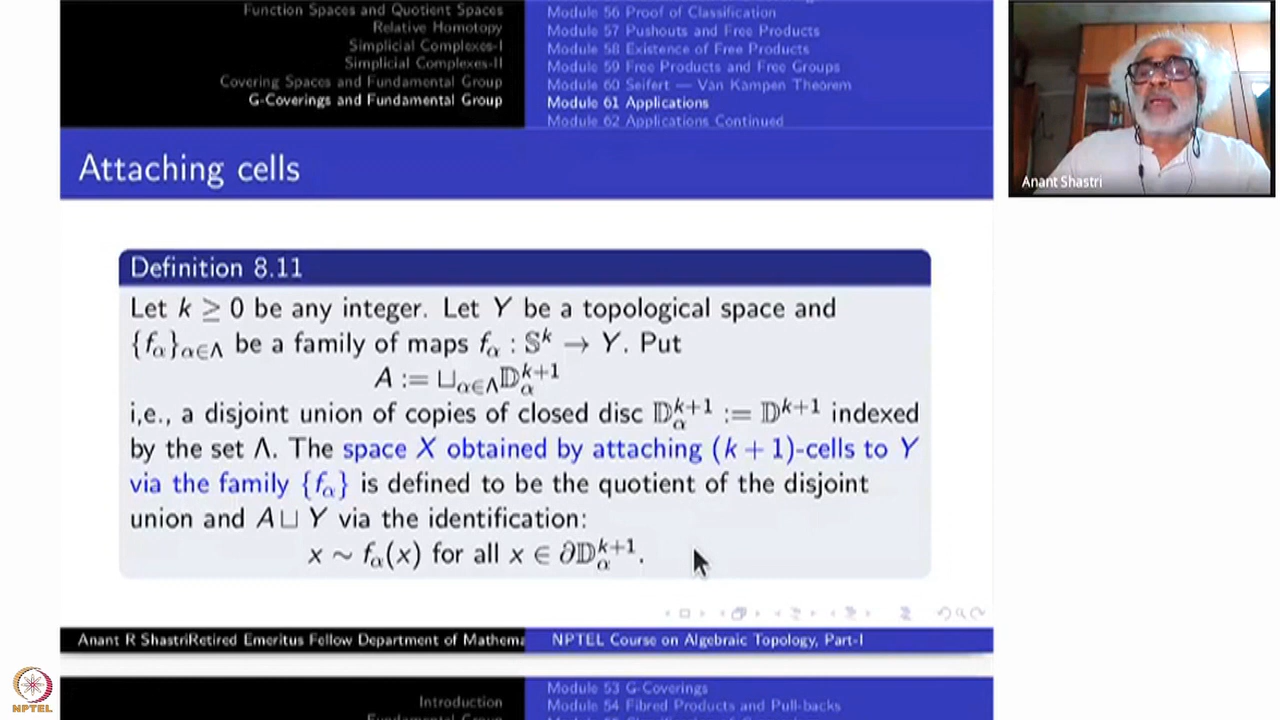 Function Spaces and Quotient Spaces
Relative Homotopy
Simplicial Complexes-I
Simplicial Complexes-II
Covering Spaces and Fundamental Group
G-Coverings and Fundamental Group
Module 56 Proof of Classification
Module 57 Pushouts and Free Products
Module 58 Existence of Free Products
Module 59 Free Products and Free Groups
Module 60 Seifert — Van Kampen Theorem
Module 61 Applications
Module 62 Applications Continued
Anant Shastri
Attaching cells
Definition 8.11
Let k ≥ 0 be any integer. Let Y be a topological space and
{f_α}_{α∈Λ} be a family of maps f_α : 𝕊^k → Y. Put
A := ⊔_{α∈Λ} 𝔻_α^{k+1}
i,e., a disjoint union of copies of closed disc 𝔻_α^{k+1} := 𝔻^{k+1} indexed
by the set Λ. The space X obtained by attaching (k + 1)-cells to Y
via the family {f_α} is defined to be the quotient of the disjoint
union and A ⊔ Y via the identification:
x ∼ f_α(x) for all x ∈ ∂𝔻_α^{k+1}.
Anant R ShastriRetired Emeritus Fellow Department of Mathema
NPTEL Course on Algebraic Topology, Part-I
Introduction
Module 53 G-Coverings
Module 54 Fibred Products and Pull-backs
NPTEL